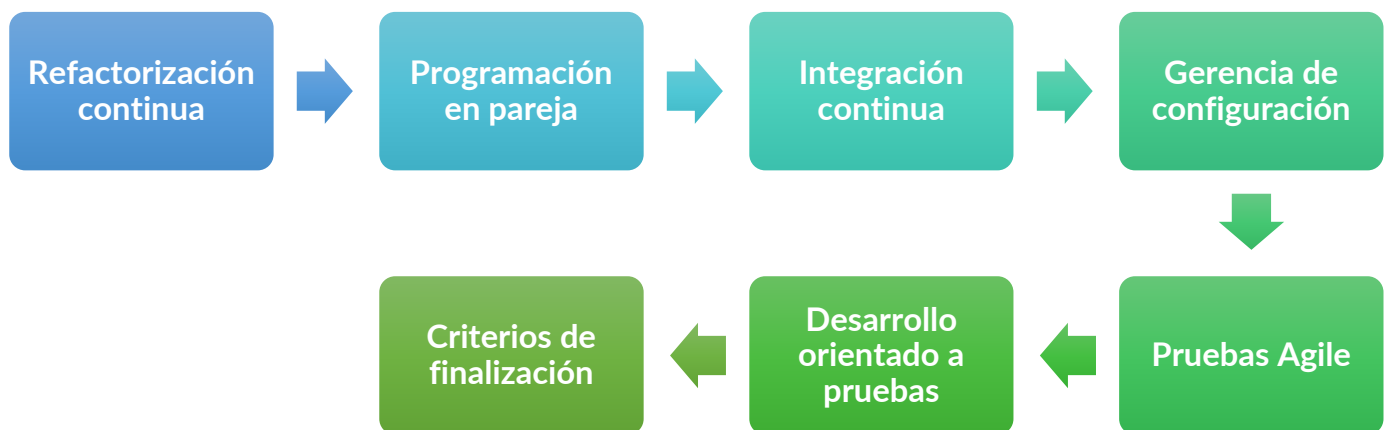 Refactorización
continua
Programación
en pareja
Integración
continua
Gerencia de
configuración
Pruebas Agile
Desarrollo
orientado a
pruebas
Criterios de
finalización